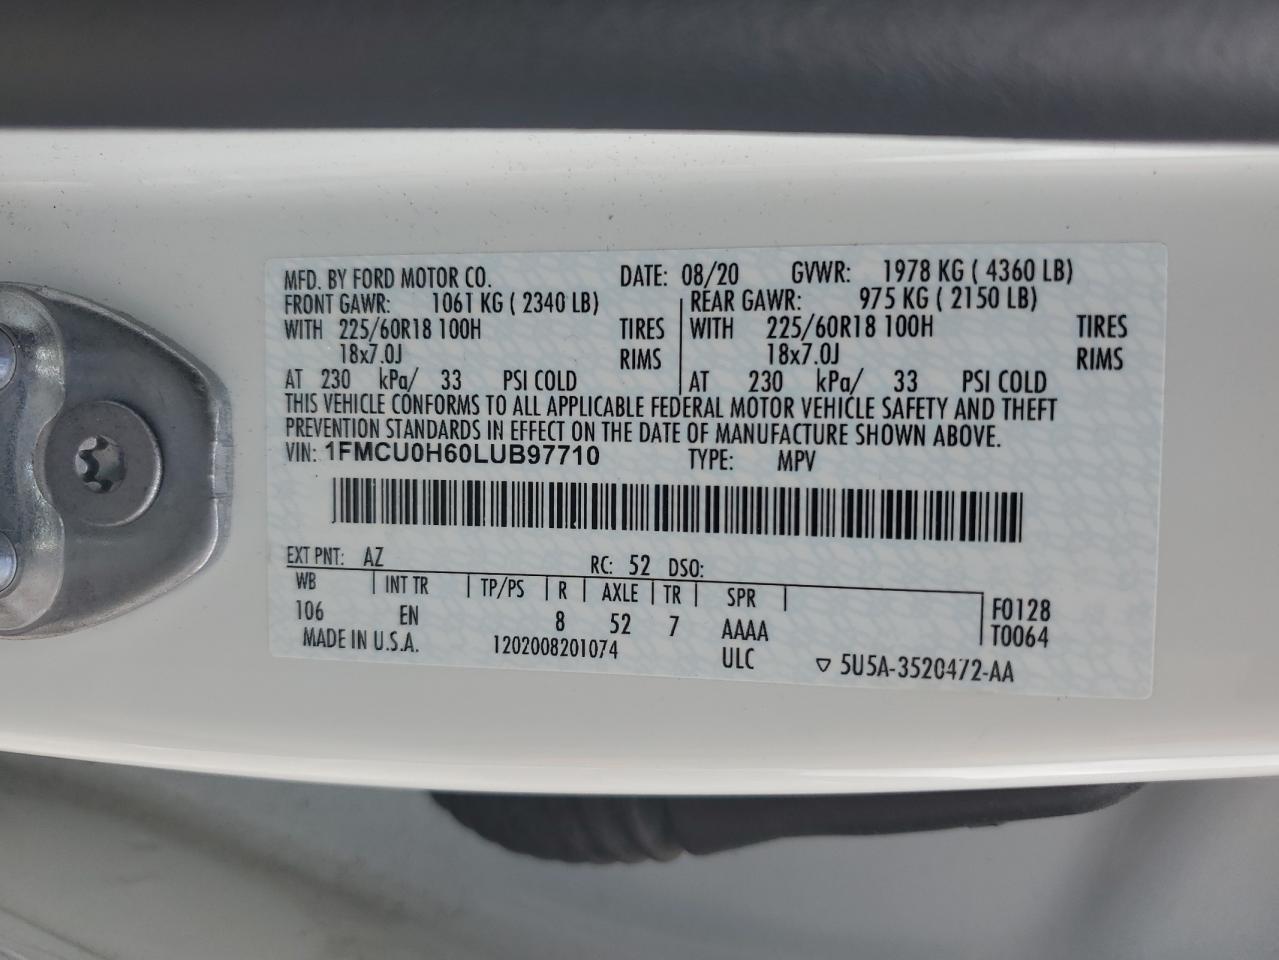 MFD. BY FORD MOTOR CO. DATE: 08/20 GVWR: 1978 KG ( 4360 LB)
FRONT GAWR: 1061 KG ( 2340 LB) REAR GAWR: 975 KG ( 2150 LB)
WITH 225/60R18 100H TIRES WITH 225/60R18 100H TIRES
18x7.0J RIMS 18x7.0J RIMS
AT 230 kPa/ 33 PSI COLD AT 230 kPa/ 33 PSI COLD
THIS VEHICLE CONFORMS TO ALL APPLICABLE FEDERAL MOTOR VEHICLE SAFETY AND THEFT
PREVENTION STANDARDS IN EFFECT ON THE DATE OF MANUFACTURE SHOWN ABOVE.
VIN: 1FMCU0H60LUB97710 TYPE: MPV
EXT PNT: AZ RC: 52 DSO:
WB INT TR TP/PS R AXLE TR SPR
106 EN 8 52 7 AAAA F0128
MADE IN U.S.A. 1202008201074 ULC T0064
▽ 5U5A-3520472-AA